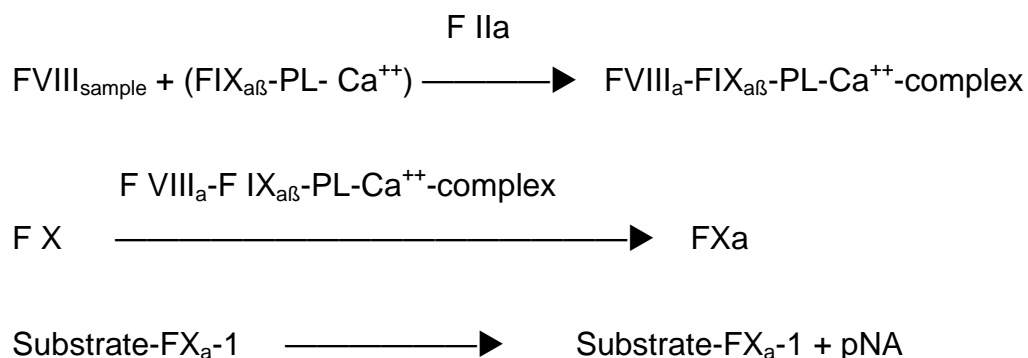 F IIa
FVIIIsample + (FIXaß-PL- Ca++) ————► FVIIIa-FIXaß-PL-Ca++-complex
F VIIIa-F IXaß-PL-Ca++-complex
F X ————————————————► FXa
Substrate-FXa-1 ——————► Substrate-FXa-1 + pNA